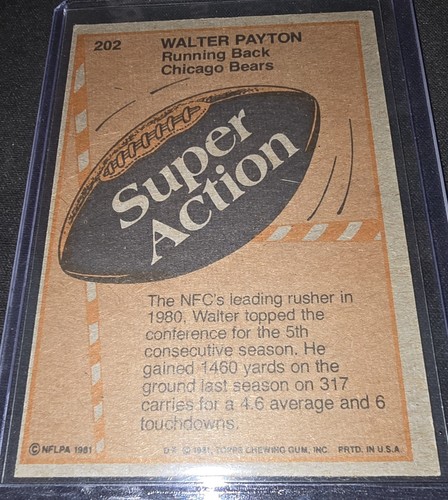 202
WALTER PAYTON
Running Back
Chicago Bears
Super
Action
The NFC's leading rusher in
1980, Walter topped the
conference for the 5th
consecutive season. He
gained 1460 yards on the
ground last season on 317
carries for a 4.6 average and 6
touchdowns.
© NFLPA 1981
D★ © 1981, TOPPS CHEWING GUM, INC. PRTD. IN U.S.A.